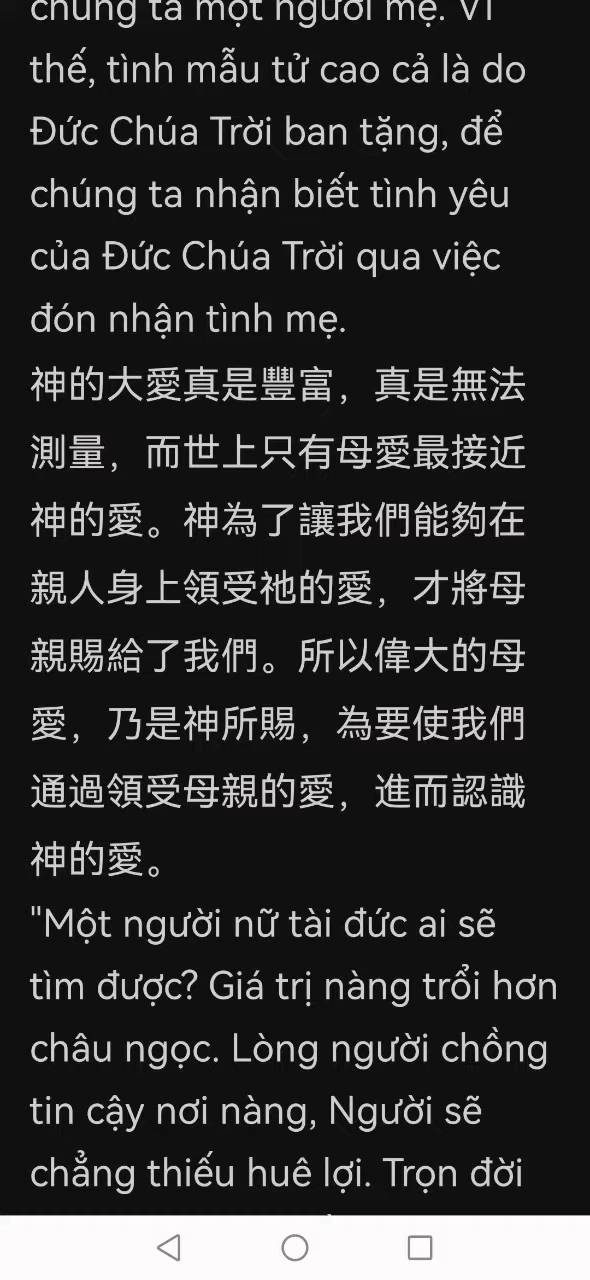 chúng ta một người mẹ. Vì
thế, tình mẫu tử cao cả là do
Đức Chúa Trời ban tặng, để
chúng ta nhận biết tình yêu
của Đức Chúa Trời qua việc
đón nhận tình mẹ.
神的大愛真是豐富，真是無法
測量，而世上只有母愛最接近
神的愛。神為了讓我們能夠在
親人身上領受祂的愛，才將母
親賜給了我們。所以偉大的母
愛，乃是神所賜，為要使我們
通過領受母親的愛，進而認識
神的愛。
"Một người nữ tài đức ai sẽ
tìm được? Giá trị nàng trổi hơn
châu ngọc. Lòng người chồng
tin cậy nơi nàng, Người sẽ
chẳng thiếu huê lợi. Trọn đời